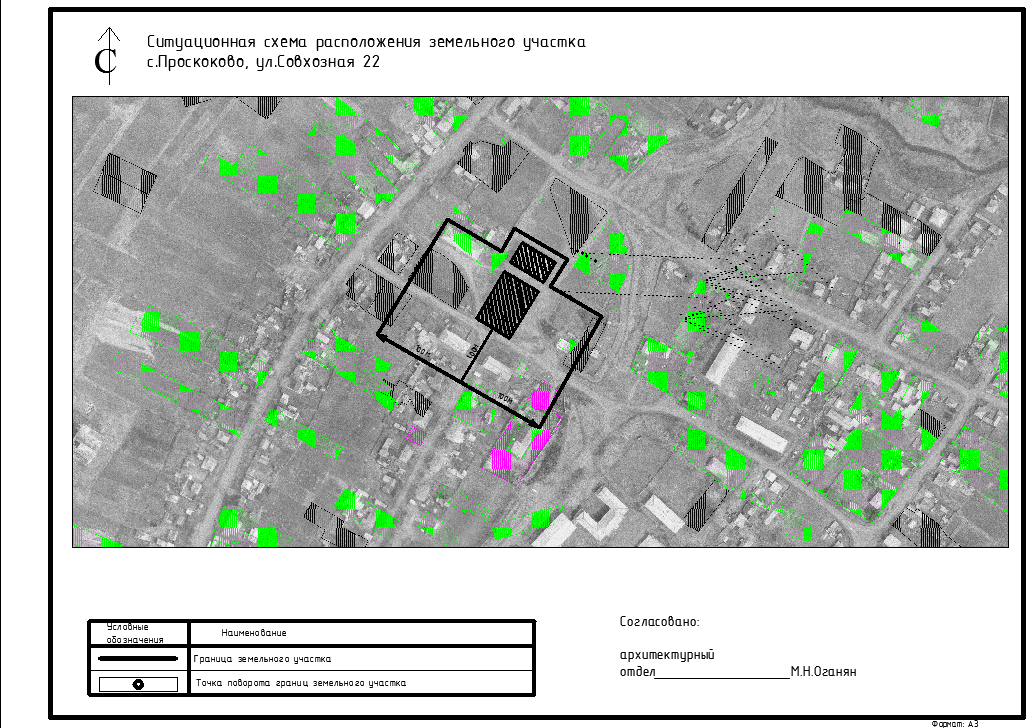 Ситуационная схема расположения земельного участка
С
с.Проскоково, ул.Совхозная 22
Условные
обозначения
Наименование
Граница земельного участка
Точка поворота границ земельного участка
Согласовано:
архитектурный
отдел____________________М.Н.Оганян
Формат: А3